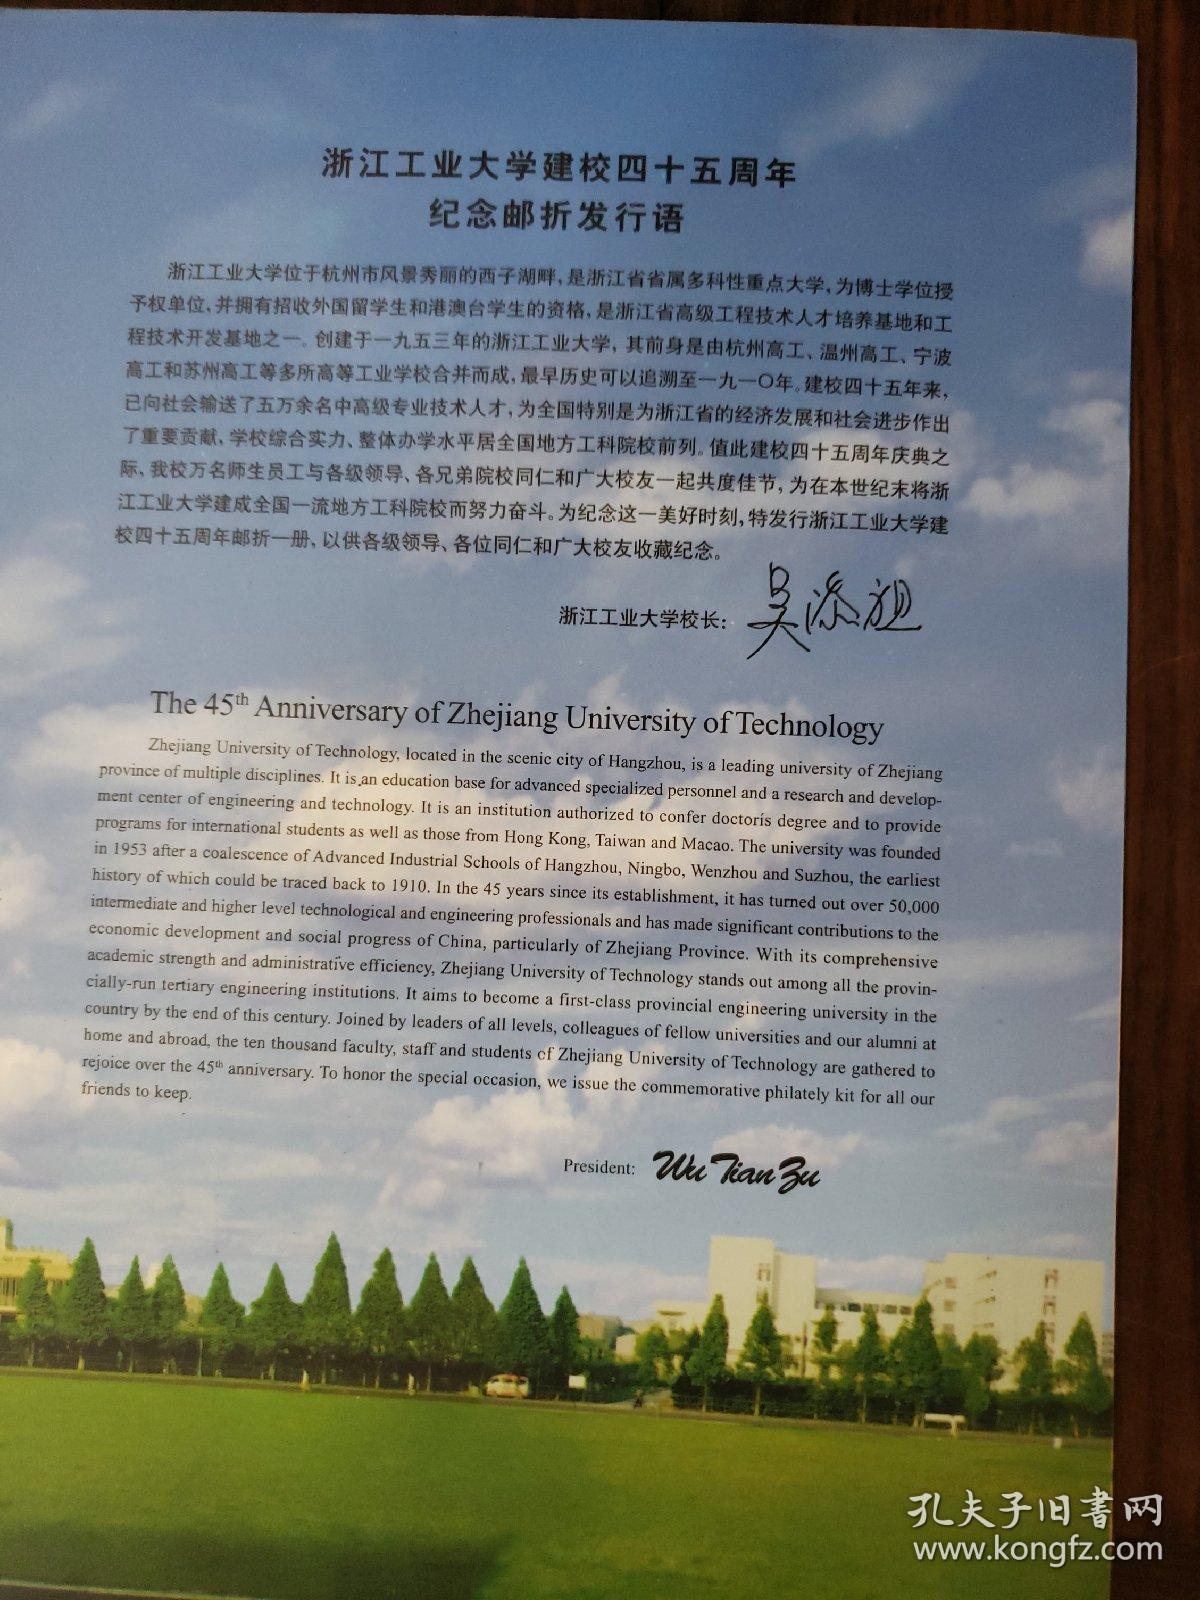 浙江工业大学建校四十五周年
纪念邮折发行语
浙江工业大学位于杭州市风景秀丽的西子湖畔，是浙江省省属多科性重点大学，为博士学位授
予权单位，并拥有招收外国留学生和港澳台学生的资格，是浙江省高级工程技术人才培养基地和工
程技术开发基地之一。创建于一九五三年的浙江工业大学，其前身是由杭州高工、温州高工、宁波
高工和苏州高工等多所高等工业学校合并而成，最早历史可以追溯至一九一〇年。建校四十五年来，
已向社会输送了五万余名中高级专业技术人才，为全国特别是为浙江省的经济发展和社会进步作出
了重要贡献，学校综合实力、整体办学水平居全国地方工科院校前列。值此建校四十五周年庆典之
际，我校万名师生员工与各级领导、各兄弟院校同仁和广大校友一起共度佳节，为在本世纪末将浙
江工业大学建成全国一流地方工科院校而努力奋斗。为纪念这一美好时刻，特发行浙江工业大学建
校四十五周年邮折一册，以供各级领导、各位同仁和广大校友收藏纪念。
浙江工业大学校长：吴添祖
The 45th Anniversary of Zhejiang University of Technology
Zhejiang University of Technology, located in the scenic city of Hangzhou, is a leading university of Zhejiang
province of multiple disciplines. It is an education base for advanced specialized personnel and a research and develop-
ment center of engineering and technology. It is an institution authorized to confer doctorís degree and to provide
programs for international students as well as those from Hong Kong, Taiwan and Macao. The university was founded
in 1953 after a coalescence of Advanced Industrial Schools of Hangzhou, Ningbo, Wenzhou and Suzhou, the earliest
history of which could be traced back to 1910. In the 45 years since its establishment, it has turned out over 50,000
intermediate and higher level technological and engineering professionals and has made significant contributions to the
economic development and social progress of China, particularly of Zhejiang Province. With its comprehensive
academic strength and administrative efficiency, Zhejiang University of Technology stands out among all the provin-
cially-run tertiary engineering institutions. It aims to become a first-class provincial engineering university in the
country by the end of this century. Joined by leaders of all levels, colleagues of fellow universities and our alumni at
home and abroad, the ten thousand faculty, staff and students of Zhejiang University of Technology are gathered to
rejoice over the 45th anniversary. To honor the special occasion, we issue the commemorative philately kit for all our
friends to keep.
President: Wu Tian Zu
孔夫子旧书网
www.kongfz.com